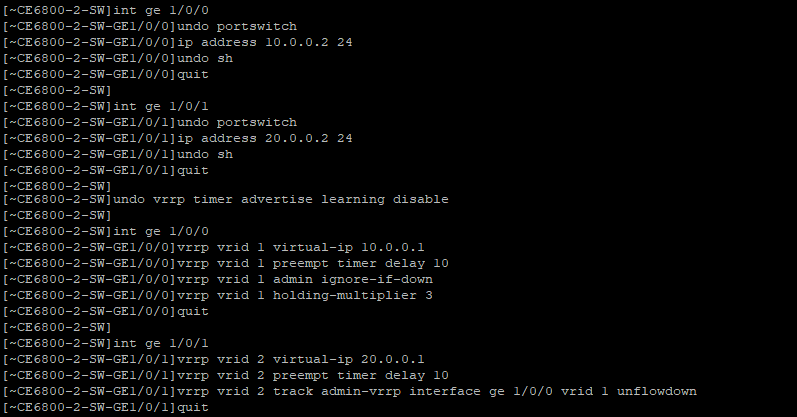 [~CE6800-2-SW]int ge 1/0/0
[~CE6800-2-SW-GE1/0/0]undo portswitch
[~CE6800-2-SW-GE1/0/0]ip address 10.0.0.2 24
[~CE6800-2-SW-GE1/0/0]undo sh
[~CE6800-2-SW-GE1/0/0]quit
[~CE6800-2-SW]
[~CE6800-2-SW]int ge 1/0/1
[~CE6800-2-SW-GE1/0/1]undo portswitch
[~CE6800-2-SW-GE1/0/1]ip address 20.0.0.2 24
[~CE6800-2-SW-GE1/0/1]undo sh
[~CE6800-2-SW-GE1/0/1]quit
[~CE6800-2-SW]
[~CE6800-2-SW]undo vrrp timer advertise learning disable
[~CE6800-2-SW]
[~CE6800-2-SW]int ge 1/0/0
[~CE6800-2-SW-GE1/0/0]vrrp vrid 1 virtual-ip 10.0.0.1
[~CE6800-2-SW-GE1/0/0]vrrp vrid 1 preempt timer delay 10
[~CE6800-2-SW-GE1/0/0]vrrp vrid 1 admin ignore-if-down
[~CE6800-2-SW-GE1/0/0]vrrp vrid 1 holding-multiplier 3
[~CE6800-2-SW-GE1/0/0]quit
[~CE6800-2-SW]
[~CE6800-2-SW]int ge 1/0/1
[~CE6800-2-SW-GE1/0/1]vrrp vrid 2 virtual-ip 20.0.0.1
[~CE6800-2-SW-GE1/0/1]vrrp vrid 2 preempt timer delay 10
[~CE6800-2-SW-GE1/0/1]vrrp vrid 2 track admin-vrrp interface ge 1/0/0 vrid 1 unflowdown
[~CE6800-2-SW-GE1/0/1]quit